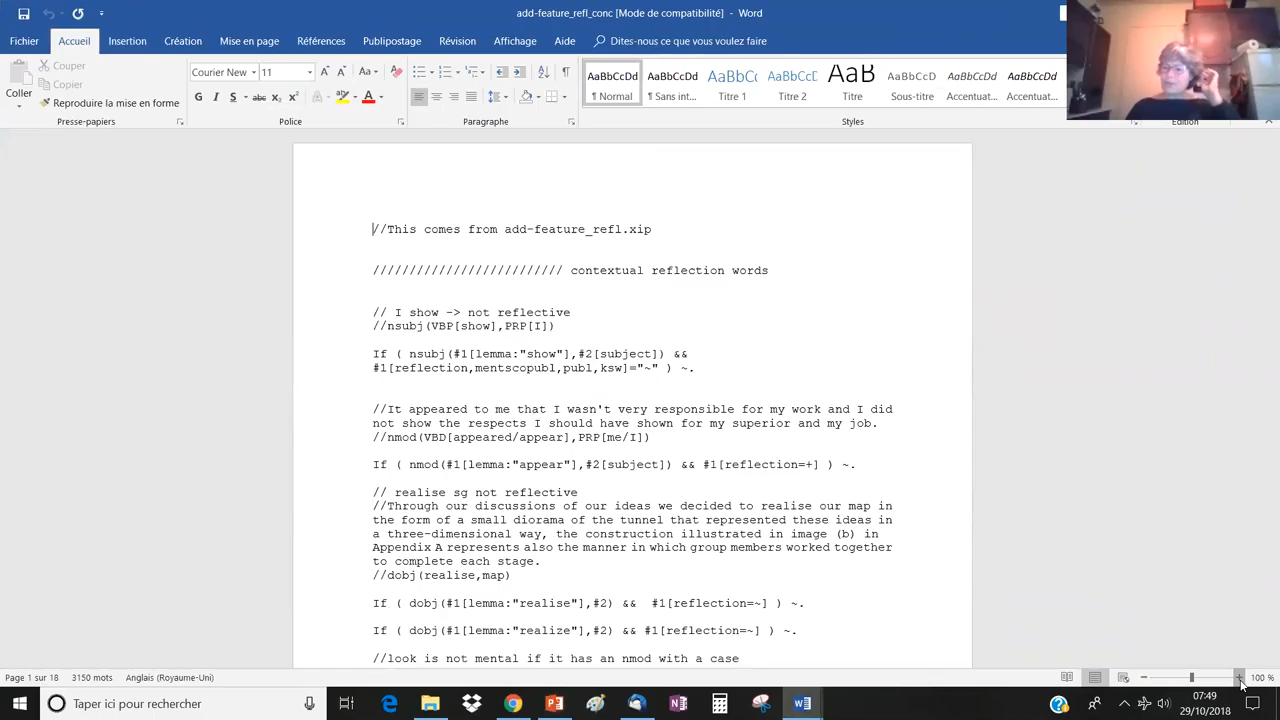 add-feature_refl_conc [Mode de compatibilité] - Word
Fichier Accueil Insertion Création Mise en page Références Publipostage Révision Affichage Aide Dites-nous ce que vous voulez faire
Coller
Couper
Copier
Reproduire la mise en forme
Presse-papiers
Courier New 11
Police
Paragraphe
AaBbCcDd AaBbCcDd AaBbC( AaBbCcC AaB AaBbCcD AaBbCcDd AaBbCcDd
¶ Normal ¶ Sans int... Titre 1 Titre 2 Titre Sous-titre Accentuat... Accentuat...
Styles
Édition
//This comes from add-feature_refl.xip
////////////////////////// contextual reflection words
// I show -> not reflective
//nsubj(VBP[show],PRP[I])
If ( nsubj(#1[lemma:"show"],#2[subject]) &&
#1[reflection,mentscopubl,publ,ksw]="~" ) ~.
//It appeared to me that I wasn't very responsible for my work and I did
not show the respects I should have shown for my superior and my job.
//nmod(VBD[appeared/appear],PRP[me/I])
If ( nmod(#1[lemma:"appear"],#2[subject]) && #1[reflection=+] ) ~.
// realise sg not reflective
//Through our discussions of our ideas we decided to realise our map in
the form of a small diorama of the tunnel that represented these ideas in
a three-dimensional way, the construction illustrated in image (b) in
Appendix A represents also the manner in which group members worked together
to complete each stage.
//dobj(realise,map)
If ( dobj(#1[lemma:"realise"],#2) &&  #1[reflection=~] ) ~.
If ( dobj(#1[lemma:"realize"],#2) && #1[reflection=~] ) ~.
//look is not mental if it has an nmod with a case
Page 1 sur 18 3150 mots Anglais (Royaume-Uni) 100 %
Taper ici pour rechercher
07:49
29/10/2018